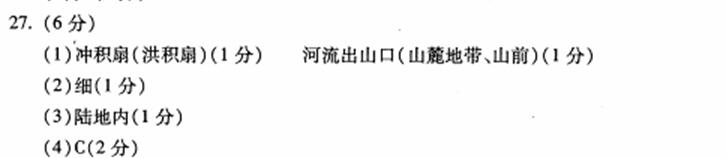 27. (6 分)
(1)冲积扇(洪积扇)(1 分) 河流出山口(山麓地带、山前)(1 分)
(2)细(1 分)
(3)陆地内(1 分)
(4)C(2 分)